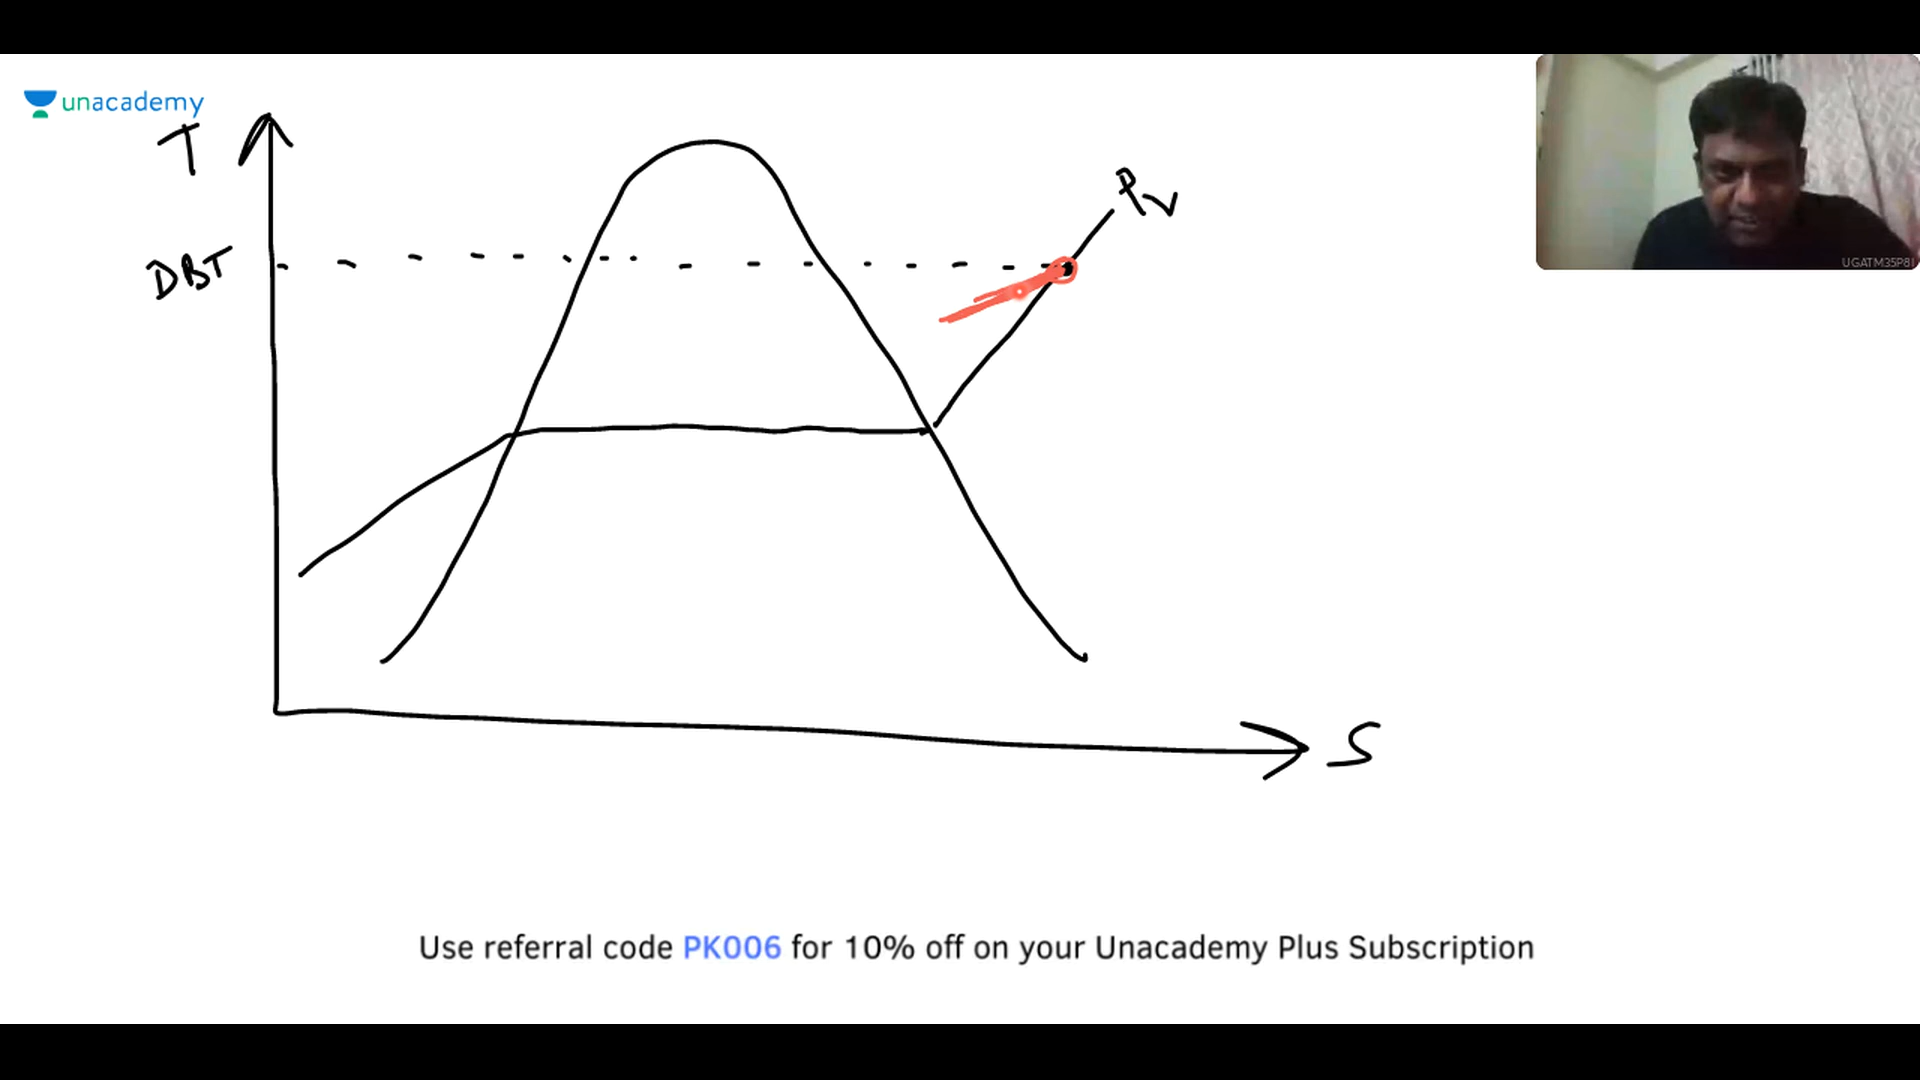 unacademy
T
DBT
Pv
S
UGATM35P8I
Use referral code PK006 for 10% off on your Unacademy Plus Subscription